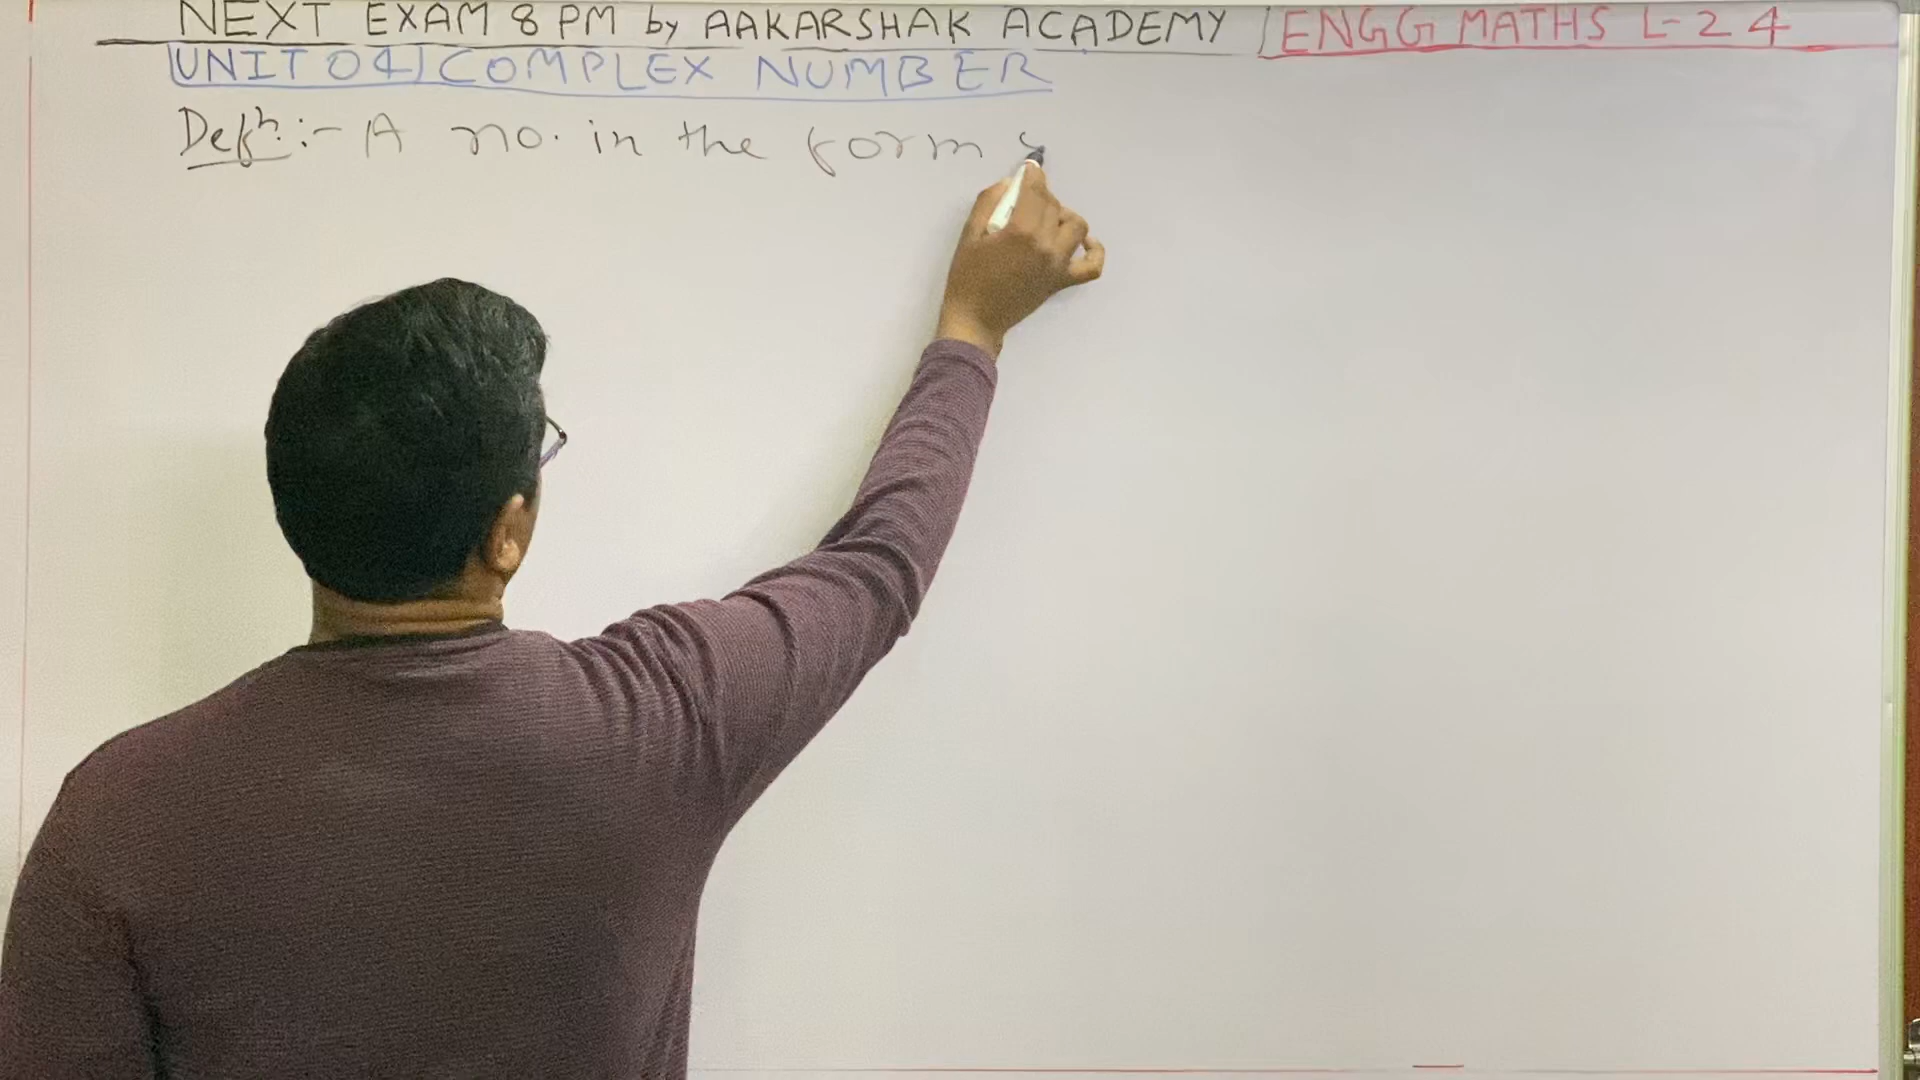 NEXT EXAM 8 PM by AAKARSHAK ACADEMY | ENGG MATHS L-24
UNIT 04 | COMPLEX NUMBER
Defn:- A no. in the form